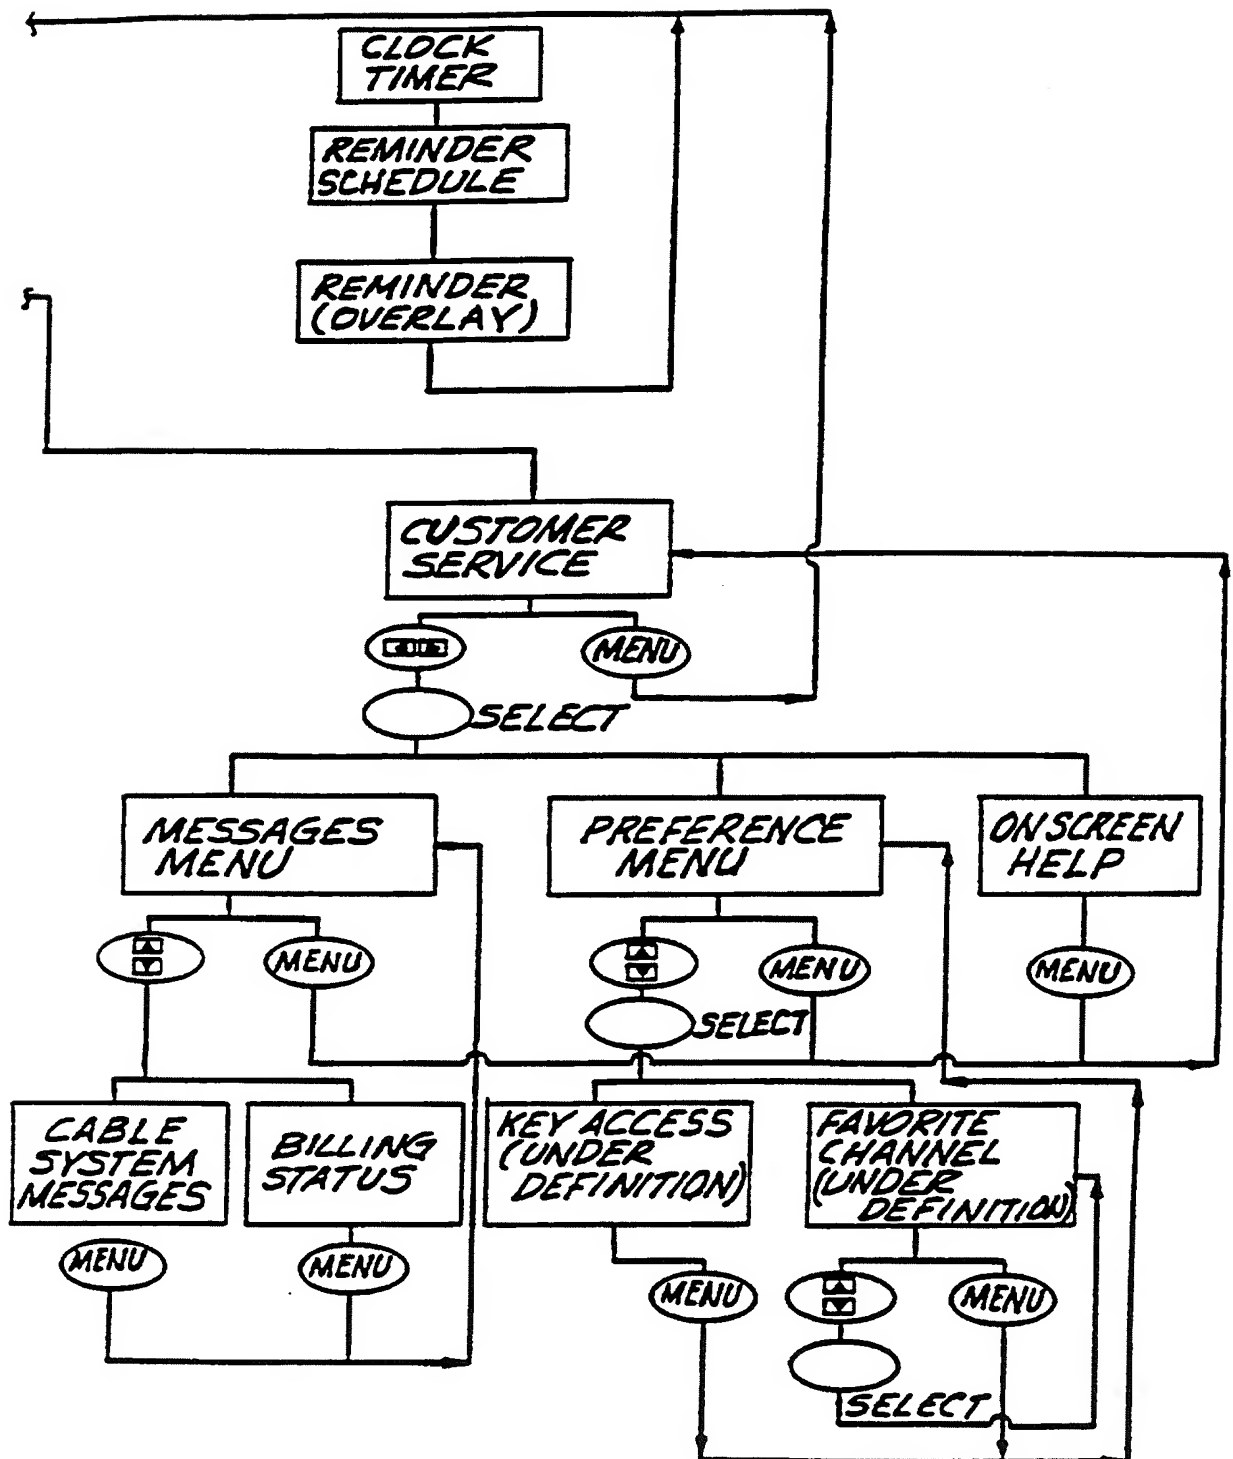 CLOCK
TIMER
REMINDER
SCHEDULE
REMINDER
(OVERLAY)
CUSTOMER
SERVICE
MENU
SELECT
MESSAGES
MENU
PREFERENCE
MENU
ON SCREEN
HELP
MENU
MENU
MENU
SELECT
CABLE
SYSTEM
MESSAGES
BILLING
STATUS
KEY ACCESS
(UNDER
DEFINITION)
FAVORITE
CHANNEL
(UNDER
DEFINITION)
MENU
MENU
MENU
MENU
SELECT